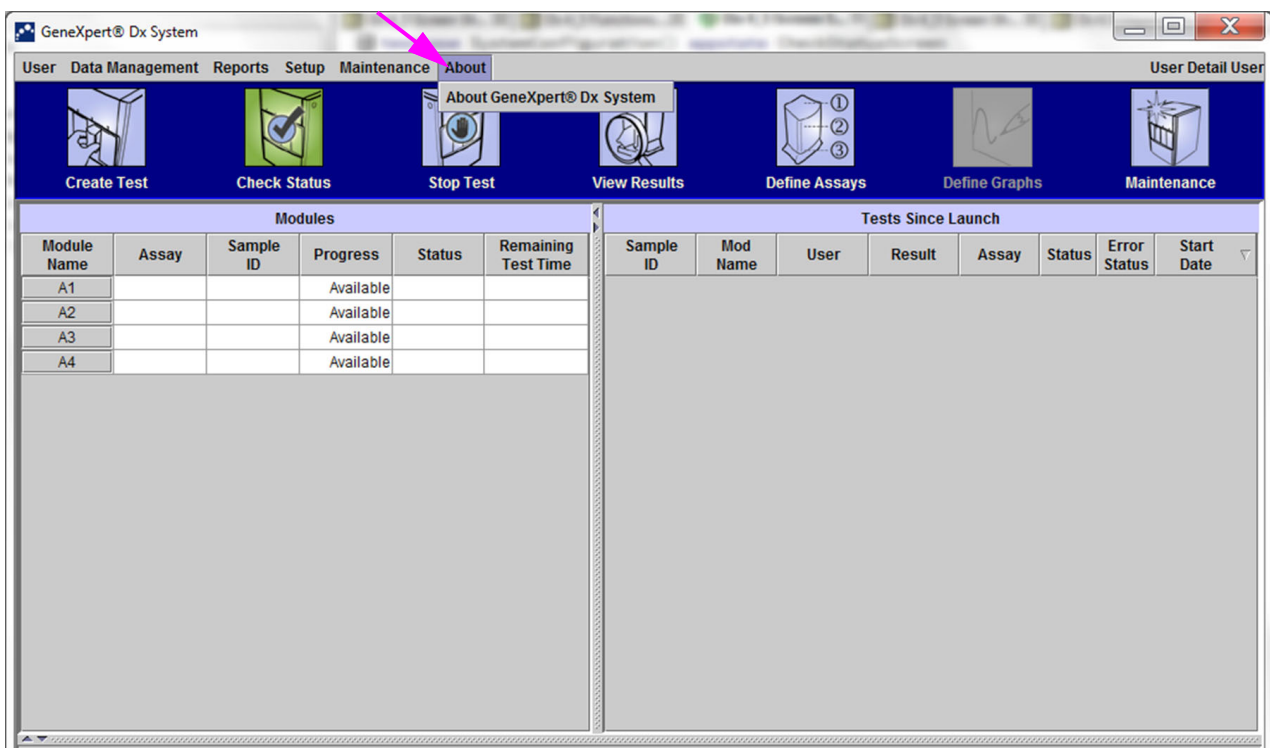 GeneXpert® Dx System
User Data Management Reports Setup Maintenance About User Detail User
About GeneXpert® Dx System
① ② ③
Create Test Check Status Stop Test View Results Define Assays Define Graphs Maintenance
Modules
Module Name Assay Sample ID Progress Status Remaining Test Time
A1 Available
A2 Available
A3 Available
A4 Available
Tests Since Launch
Sample ID Mod Name User Result Assay Status Error Status Start Date